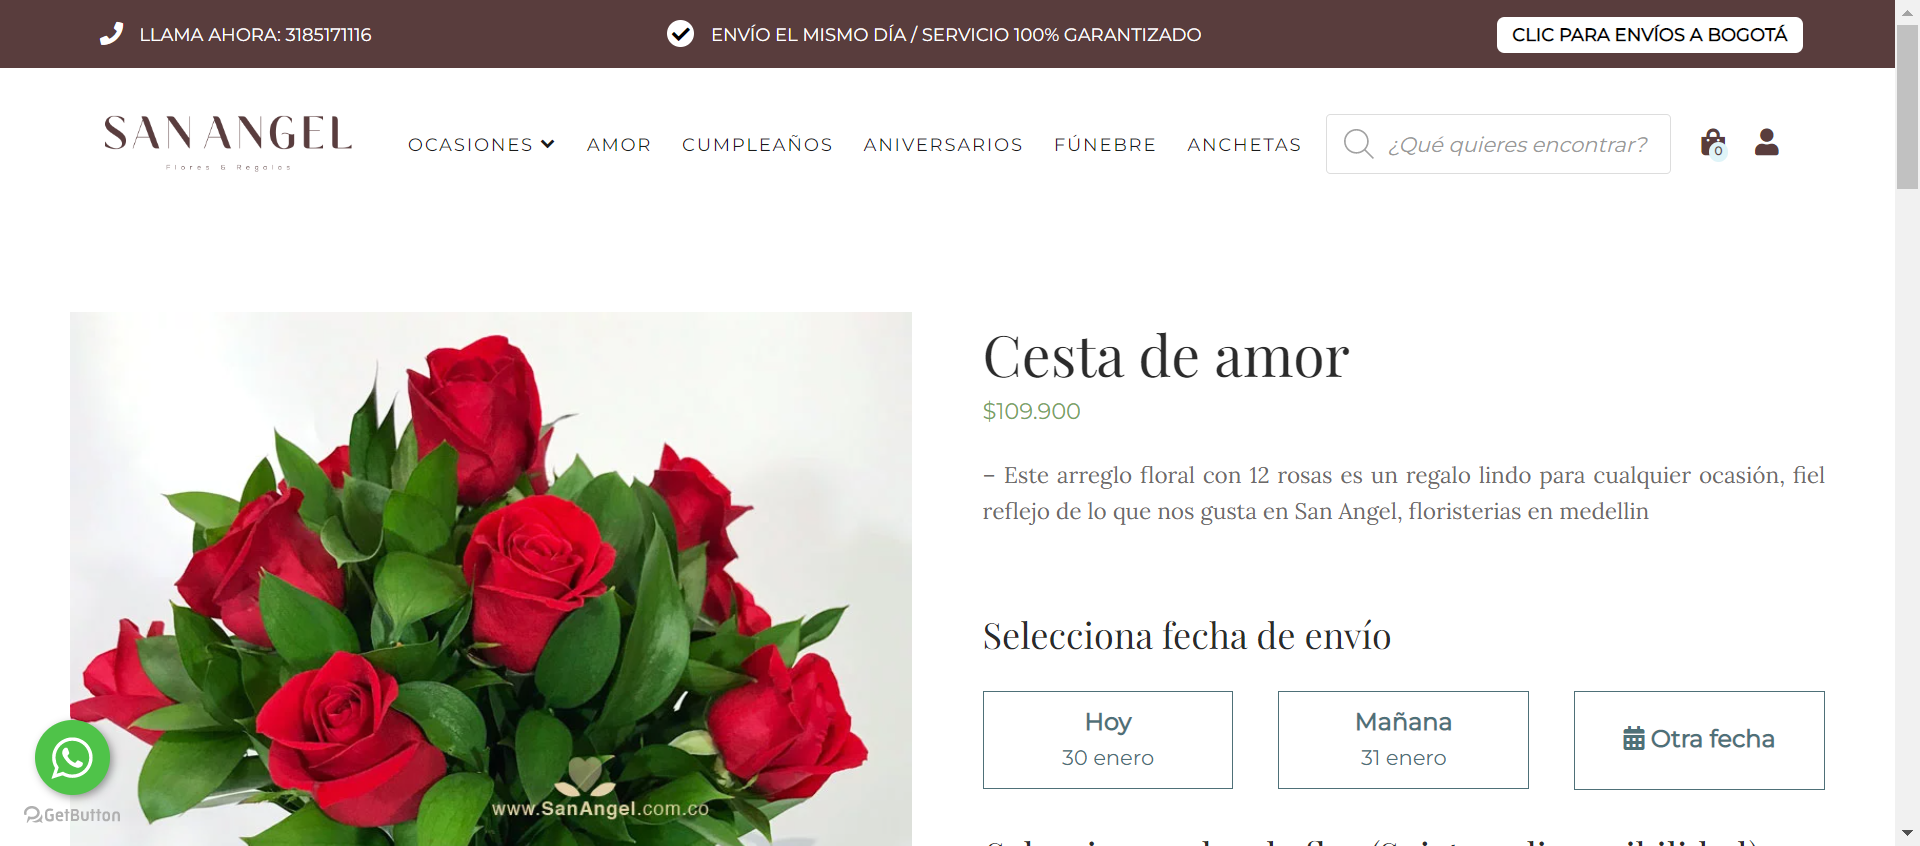 LLAMA AHORA: 3185171116
ENVÍO EL MISMO DÍA / SERVICIO 100% GARANTIZADO
CLIC PARA ENVÍOS A BOGOTÁ
SAN ANGEL
Flores & Regalos
OCASIONES
AMOR
CUMPLEAÑOS
ANIVERSARIOS
FÚNEBRE
ANCHETAS
¿Qué quieres encontrar?
0
Cesta de amor
$109.900
– Este arreglo floral con 12 rosas es un regalo lindo para cualquier ocasión, fiel
reflejo de lo que nos gusta en San Angel, floristerias en medellin
Selecciona fecha de envío
Hoy
30 enero
Mañana
31 enero
Otra fecha
www.SanAngel.com.co
GetButton